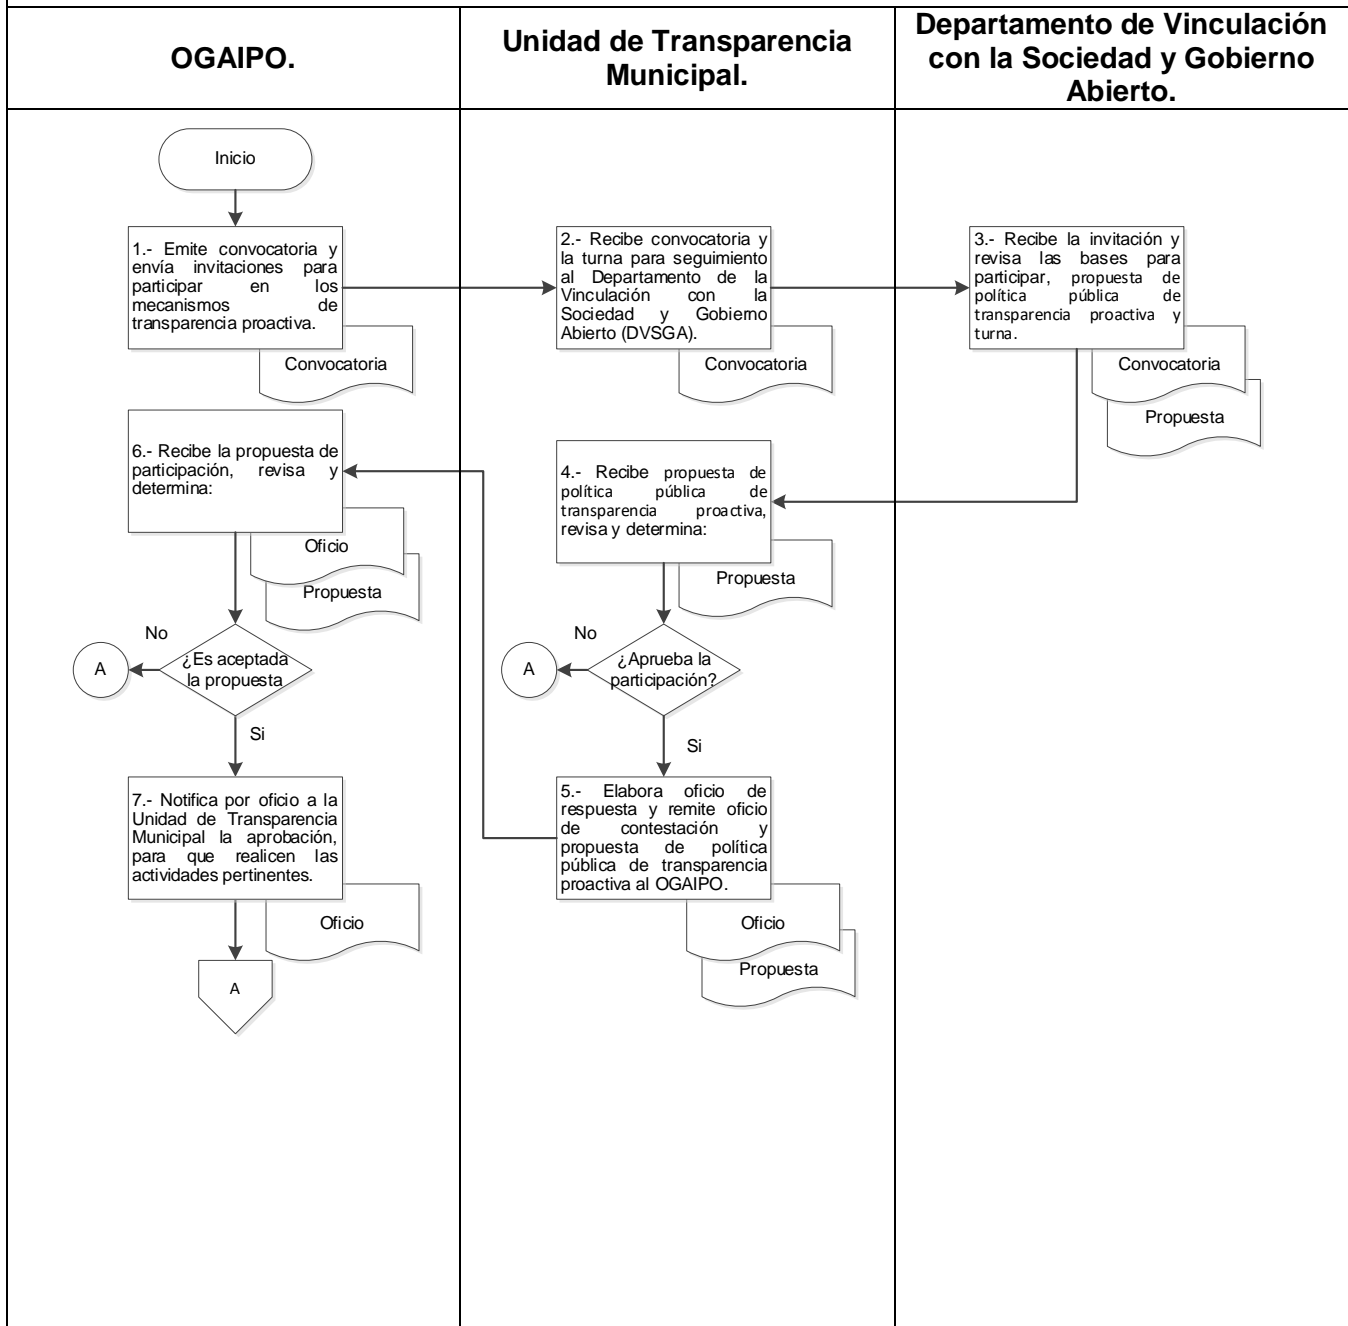 OGAIPO.
Unidad de Transparencia
Municipal.
Departamento de Vinculación
con la Sociedad y Gobierno
Abierto.
Inicio
1.- Emite convocatoria y
envía invitaciones para
participar en los
mecanismos de
transparencia proactiva.
Convocatoria
2.- Recibe convocatoria y
la turna para seguimiento
al Departamento de la
Vinculación con la
Sociedad y Gobierno
Abierto (DVSGA).
Convocatoria
3.- Recibe la invitación y
revisa las bases para
participar, propuesta de
política pública de
transparencia proactiva y
turna.
Convocatoria
Propuesta
4.- Recibe propuesta de
política pública de
transparencia proactiva,
revisa y determina:
Propuesta
No
¿Aprueba la
participación?
A
Si
5.- Elabora oficio de
respuesta y remite oficio
de contestación y
propuesta de política
pública de transparencia
proactiva al OGAIPO.
Oficio
Propuesta
6.- Recibe la propuesta de
participación, revisa y
determina:
Oficio
Propuesta
No
¿Es aceptada
la propuesta
A
Si
7.- Notifica por oficio a la
Unidad de Transparencia
Municipal la aprobación,
para que realicen las
actividades pertinentes.
Oficio
A